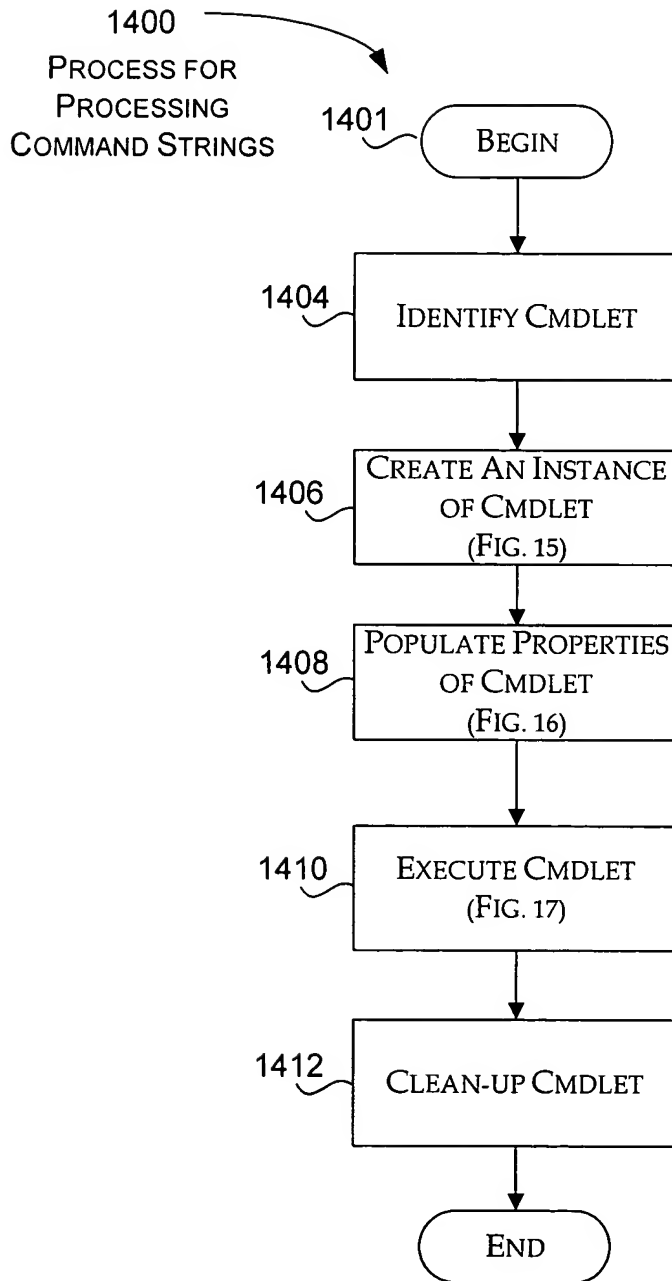 1400
PROCESS FOR
PROCESSING
COMMAND STRINGS
1401
BEGIN
1404
IDENTIFY CMDLET
1406
CREATE AN INSTANCE
OF CMDLET
(FIG. 15)
1408
POPULATE PROPERTIES
OF CMDLET
(FIG. 16)
1410
EXECUTE CMDLET
(FIG. 17)
1412
CLEAN-UP CMDLET
END